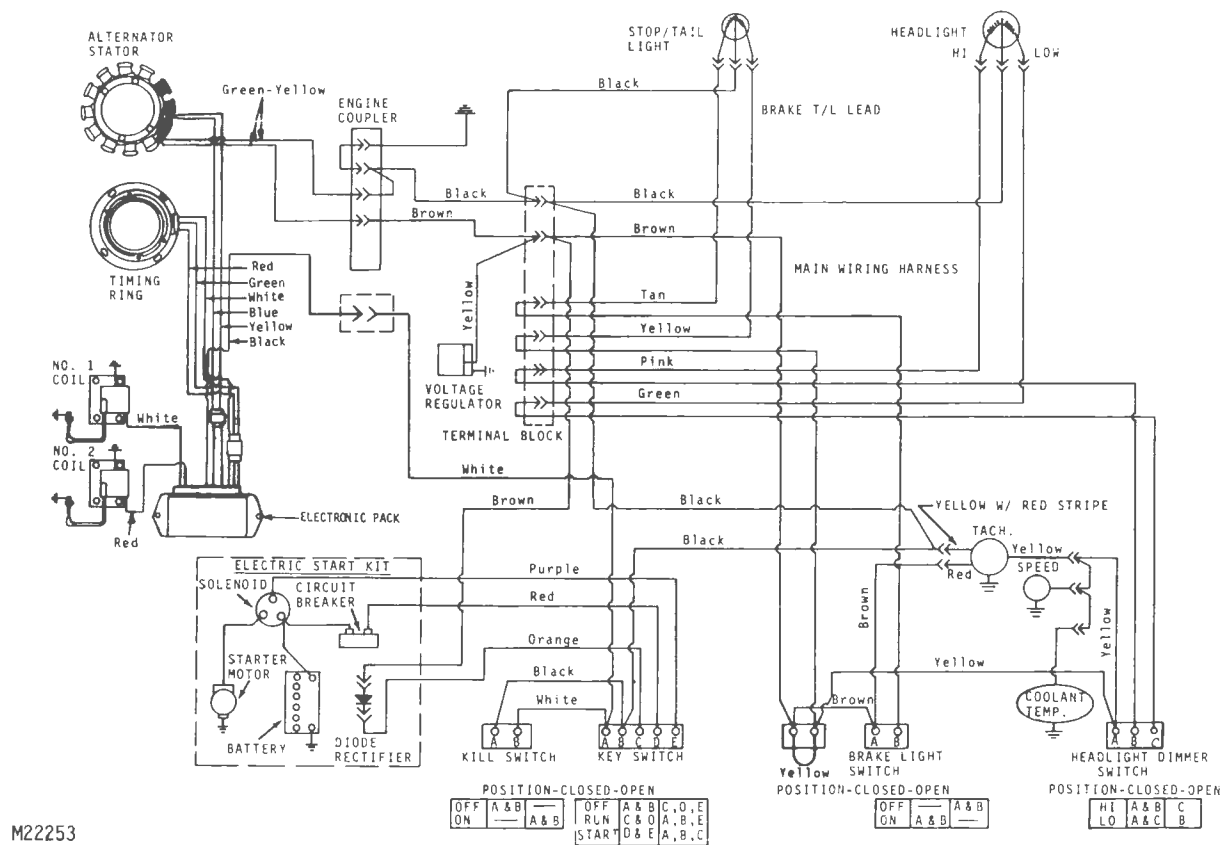 ALTERNATOR
STATOR
Green-Yellow
ENGINE
COUPLER
STOP/TAIL
LIGHT
HEADLIGHT
HI
LOW
Black
BRAKE T/L LEAD
Black
Black
Brown
Brown
MAIN WIRING HARNESS
TIMING
RING
Red
Green
White
Blue
Yellow
Black
Yellow
Tan
Yellow
Pink
Green
VOLTAGE
REGULATOR
TERMINAL BLOCK
NO. 1
COIL
White
NO. 2
COIL
Red
ELECTRONIC PACK
White
Brown
Black
YELLOW W/ RED STRIPE
TACH.
Black
Yellow
Red
SPEED
ELECTRIC START KIT
SOLENOID
CIRCUIT
BREAKER
Purple
Red
Orange
Black
White
Brown
Yellow
Yellow
STARTER
MOTOR
BATTERY
DIODE
RECTIFIER
COOLANT
TEMP.
Brown
A B
KILL SWITCH
A B C D E
KEY SWITCH
Yellow
A B
BRAKE LIGHT
SWITCH
A B C
HEADLIGHT DIMMER
SWITCH
POSITION-CLOSED-OPEN
OFF A&B —
ON — A&B
OFF A&B C,D,E
RUN C&D A,B,E
START D&E A,B,C
POSITION-CLOSED-OPEN
OFF — A&B
ON A&B —
POSITION-CLOSED-OPEN
HI A&B C
LO A&C B
M22253